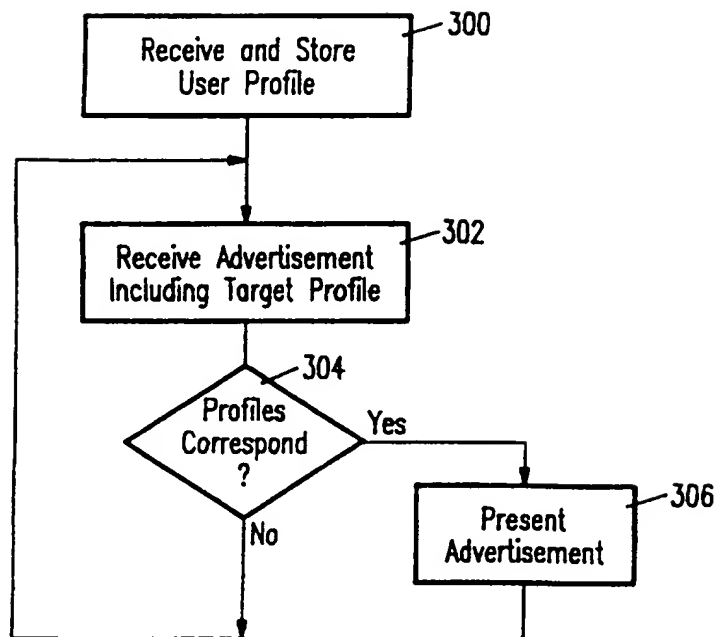 300
Receive and Store
User Profile
302
Receive Advertisement
Including Target Profile
304
Profiles
Correspond
?
Yes
No
306
Present
Advertisement